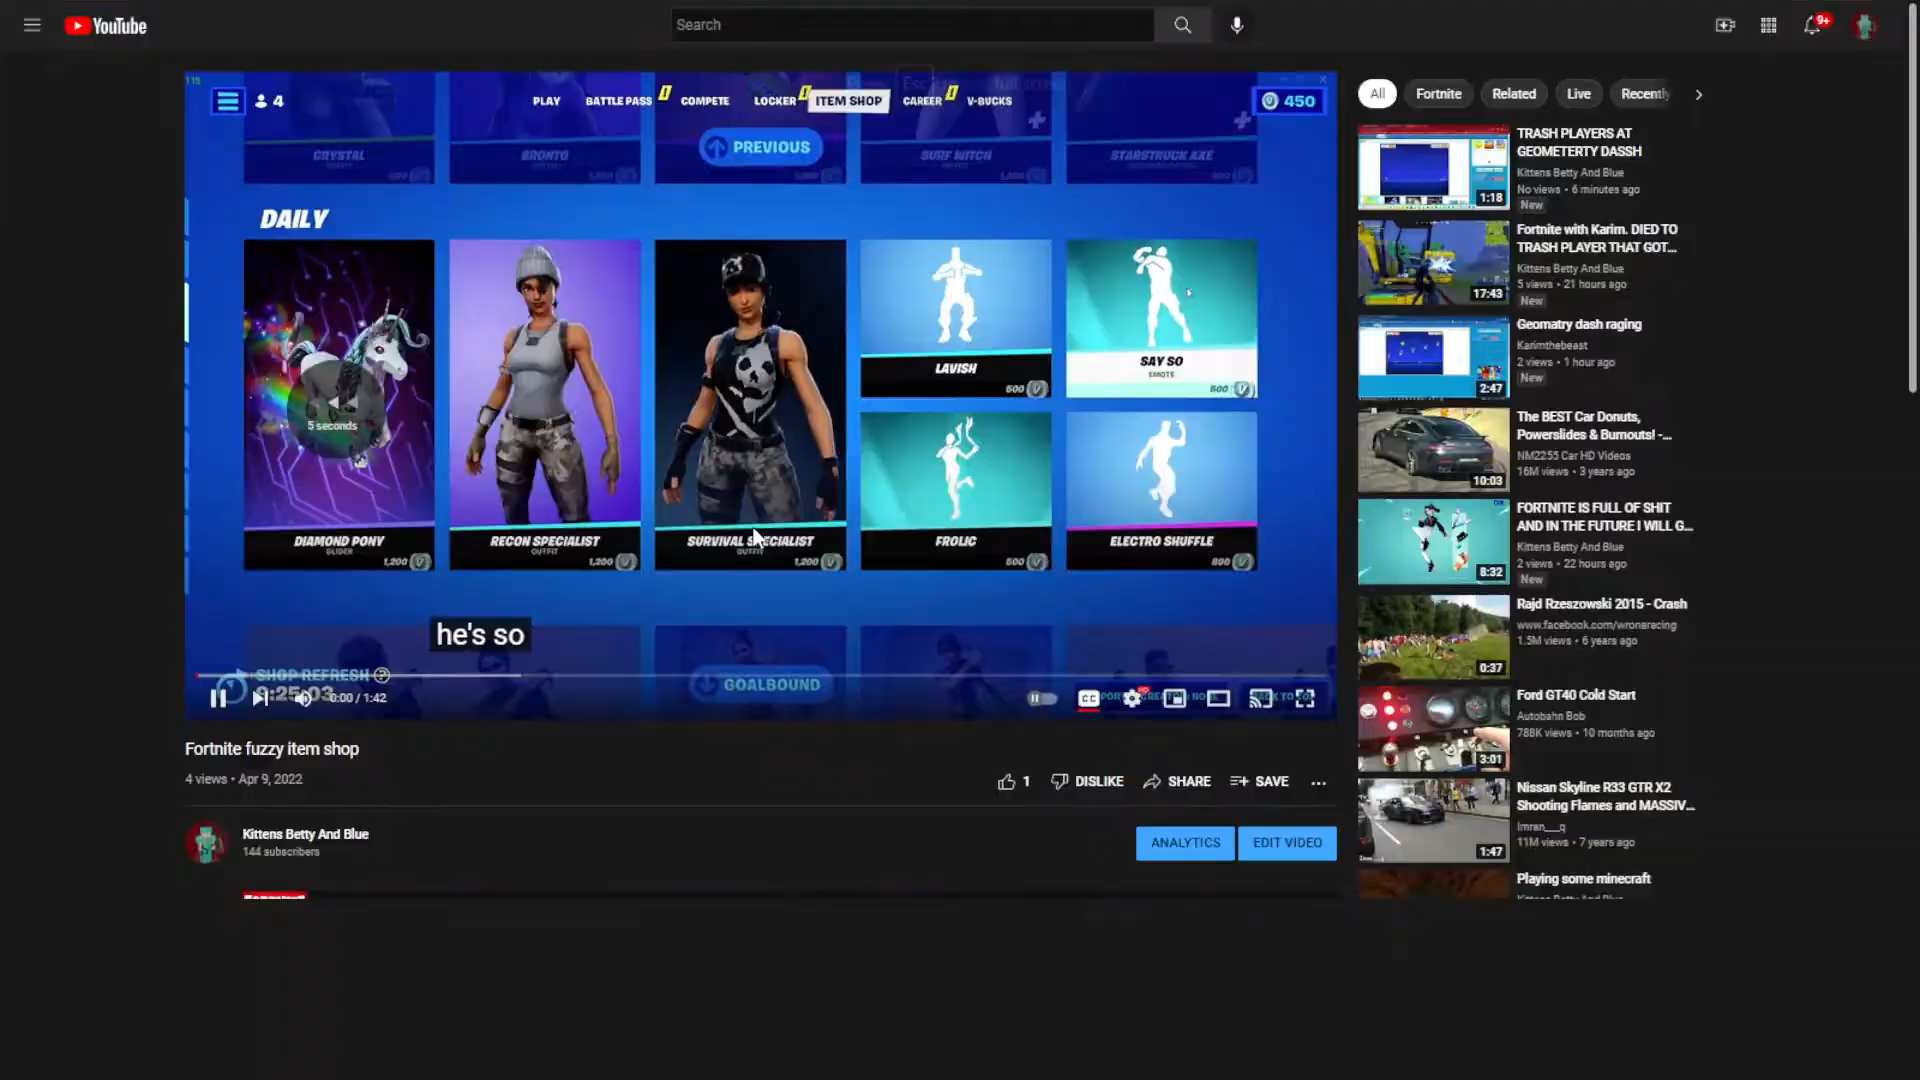 YouTube
Search
9+
115
4
PLAY
BATTLE PASS
COMPETE
LOCKER
ITEM SHOP
CAREER
V-BUCKS
450
PREVIOUS
CRYSTAL
BRONTO
SURF WITCH
STARSTRUCK AXE
DAILY
5 seconds
LAVISH
500
SAY SO
EMOTE
500
DIAMOND PONY
GLIDER
1,200
RECON SPECIALIST
OUTFIT
1,200
SURVIVAL SPECIALIST
OUTFIT
1,200
FROLIC
500
ELECTRO SHUFFLE
800
he's so
SHOP REFRESH
GOALBOUND
0:00 / 1:42
CC
HD
Fortnite fuzzy item shop
4 views • Apr 9, 2022
1
DISLIKE
SHARE
SAVE
Kittens Betty And Blue
144 subscribers
ANALYTICS
EDIT VIDEO
All
Fortnite
Related
Live
Recently
TRASH PLAYERS AT
GEOMETERTY DASSH
Kittens Betty And Blue
No views • 6 minutes ago
New
1:18
Fortnite with Karim. DIED TO
TRASH PLAYER THAT GOT...
Kittens Betty And Blue
5 views • 21 hours ago
New
17:43
Geomatry dash raging
Karimthebeast
2 views • 1 hour ago
New
2:47
The BEST Car Donuts,
Powerslides & Burnouts! -...
NM2255 Car HD Videos
16M views • 3 years ago
10:03
FORTNITE IS FULL OF SHIT
AND IN THE FUTURE I WILL G...
Kittens Betty And Blue
2 views • 22 hours ago
New
8:32
Rajd Rzeszowski 2015 - Crash
www.facebook.com/wronaracing
1.5M views • 6 years ago
0:37
Ford GT40 Cold Start
Autobahn Bob
788K views • 10 months ago
3:01
Nissan Skyline R33 GTR X2
Shooting Flames and MASSIV...
Imran___q
11M views • 7 years ago
1:47
Playing some minecraft